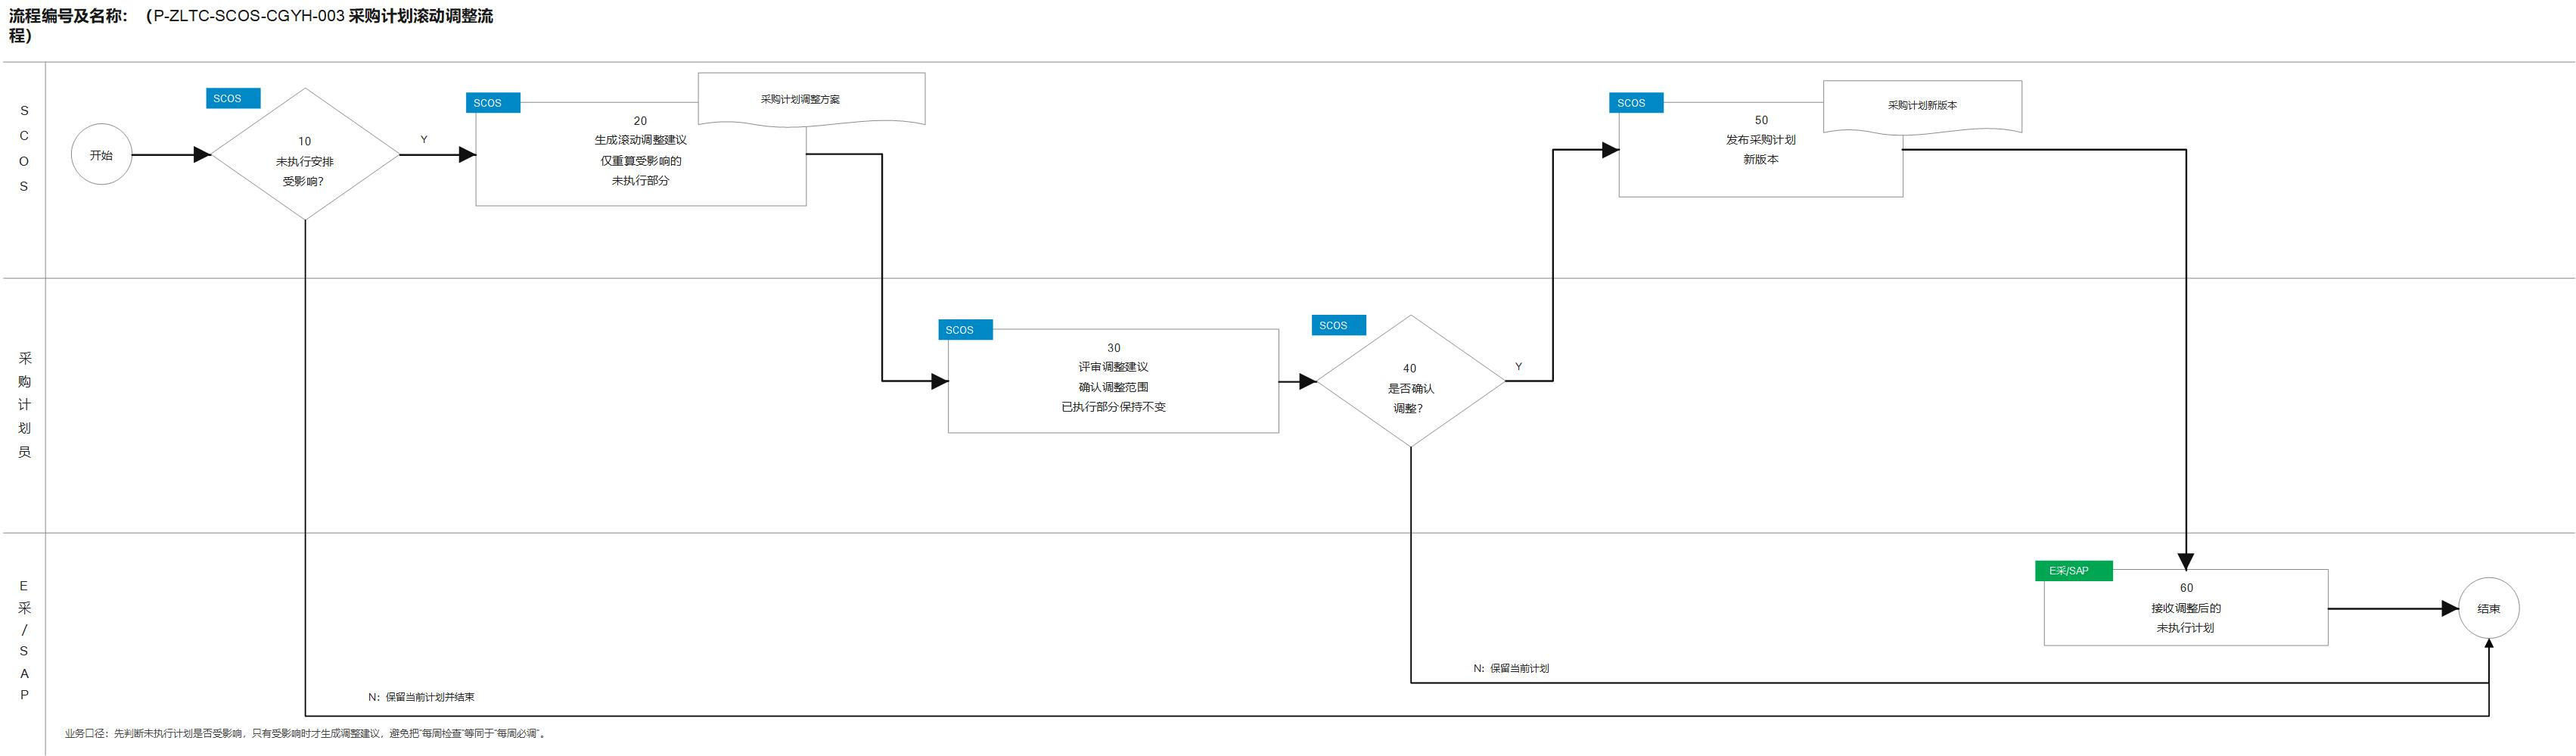 流程编号及名称：（P-ZLTC-SCOS-CGYH-003 采购计划滚动调整流
程）
S
C
O
S
开始
SCOS
10
未执行安排
受影响？
Y
SCOS
20
生成滚动调整建议
仅重算受影响的
未执行部分
采购计划调整方案
SCOS
50
发布采购计划
新版本
采购计划新版本
采
购
计
划
员
SCOS
30
评审调整建议
确认调整范围
已执行部分保持不变
SCOS
40
是否确认
调整？
Y
E
采
/
S
A
P
E采/SAP
60
接收调整后的
未执行计划
结束
N：保留当前计划
N：保留当前计划并结束
业务口径：先判断未执行计划是否受影响，只有受影响时才生成调整建议，避免把“每周检查”等同于“每周必调”。